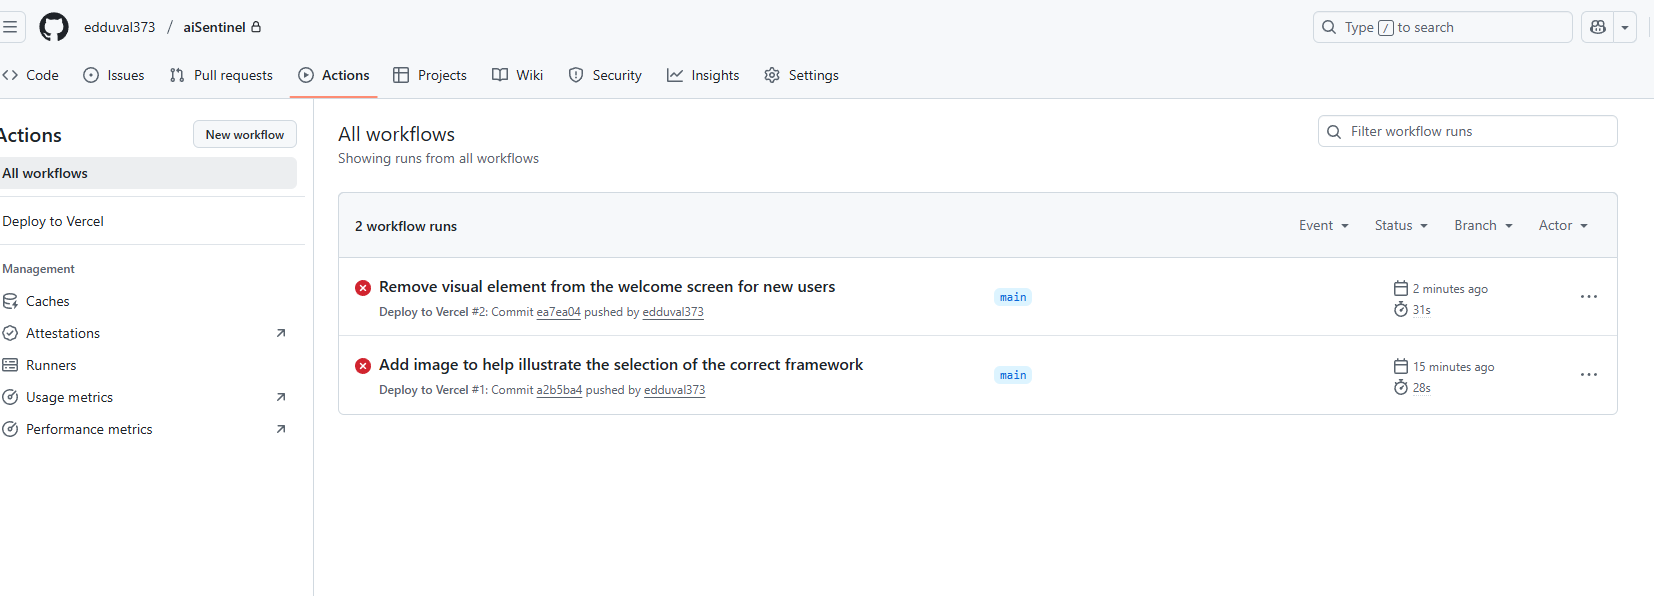 edduval373 / aiSentinel
Type / to search
Code
Issues
Pull requests
Actions
Projects
Wiki
Security
Insights
Settings
Actions
New workflow
All workflows
Deploy to Vercel
Management
Caches
Attestations
Runners
Usage metrics
Performance metrics
All workflows
Showing runs from all workflows
Filter workflow runs
2 workflow runs
Event
Status
Branch
Actor
Remove visual element from the welcome screen for new users
Deploy to Vercel #2: Commit ea7ea04 pushed by edduval373
main
2 minutes ago
31s
Add image to help illustrate the selection of the correct framework
Deploy to Vercel #1: Commit a2b5ba4 pushed by edduval373
main
15 minutes ago
28s